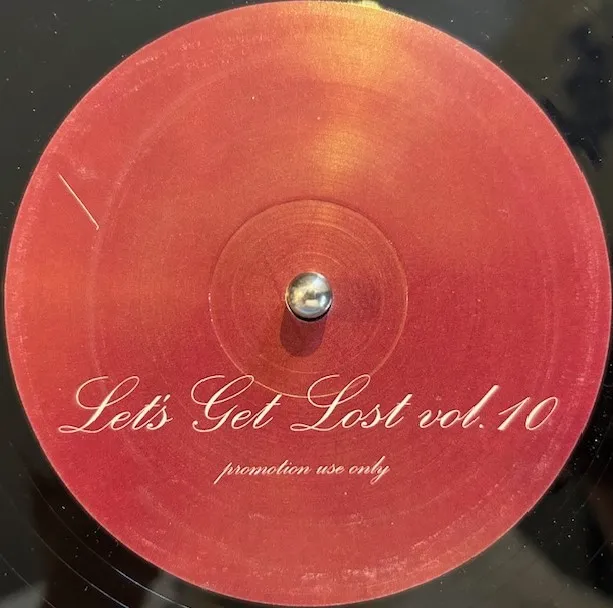 Let's Get Lost vol. 10
promotion use only